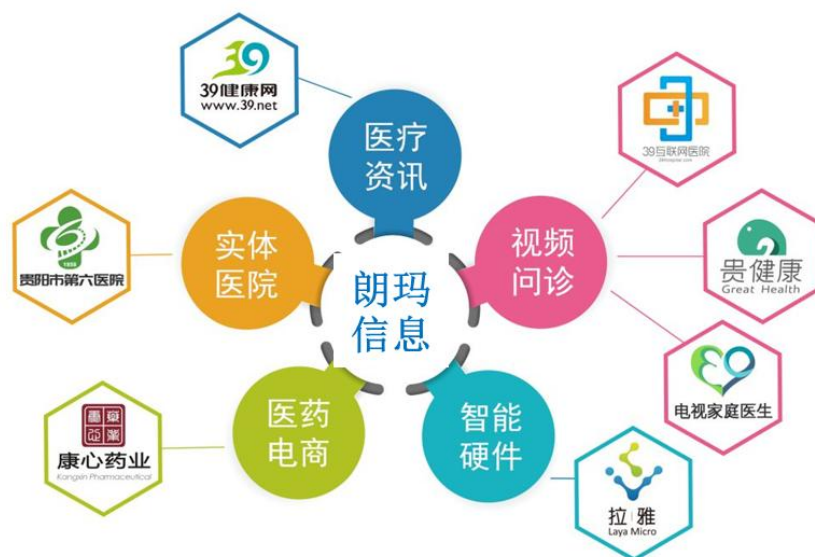 39健康网
www.39.net
医疗
资讯
39互联网医院
实体
医院
1958
贵阳市第六医院
视频
问诊
贵健康
Great Health
朗玛
信息
电视家庭医生
医药
电商
康心药业
Kangxin Pharmaceutical
智能
硬件
拉雅
Laya Micro